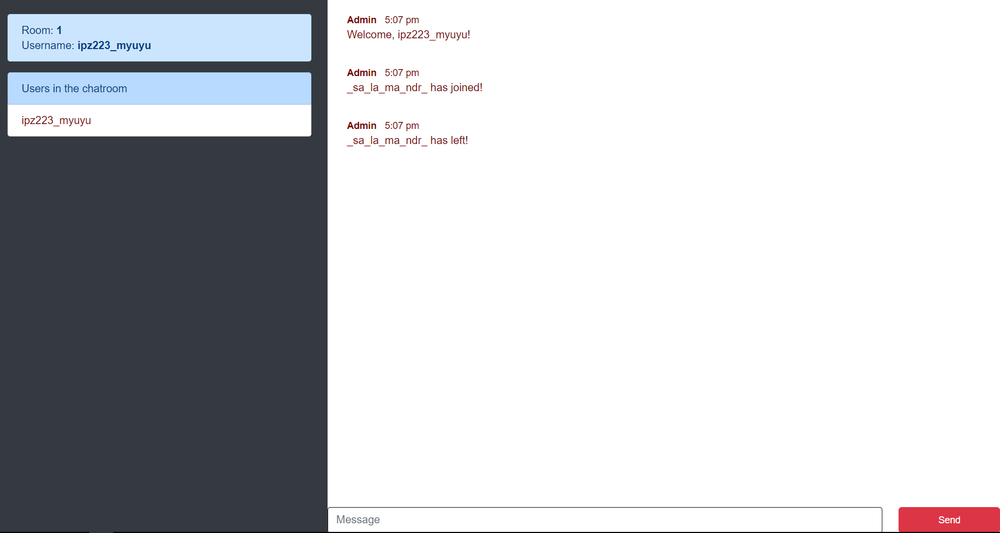 Room: 1
Username: ipz223_myuyu
Users in the chatroom
ipz223_myuyu
Admin 5:07 pm
Welcome, ipz223_myuyu!
Admin 5:07 pm
_sa_la_ma_ndr_ has joined!
Admin 5:07 pm
_sa_la_ma_ndr_ has left!
Message
Send